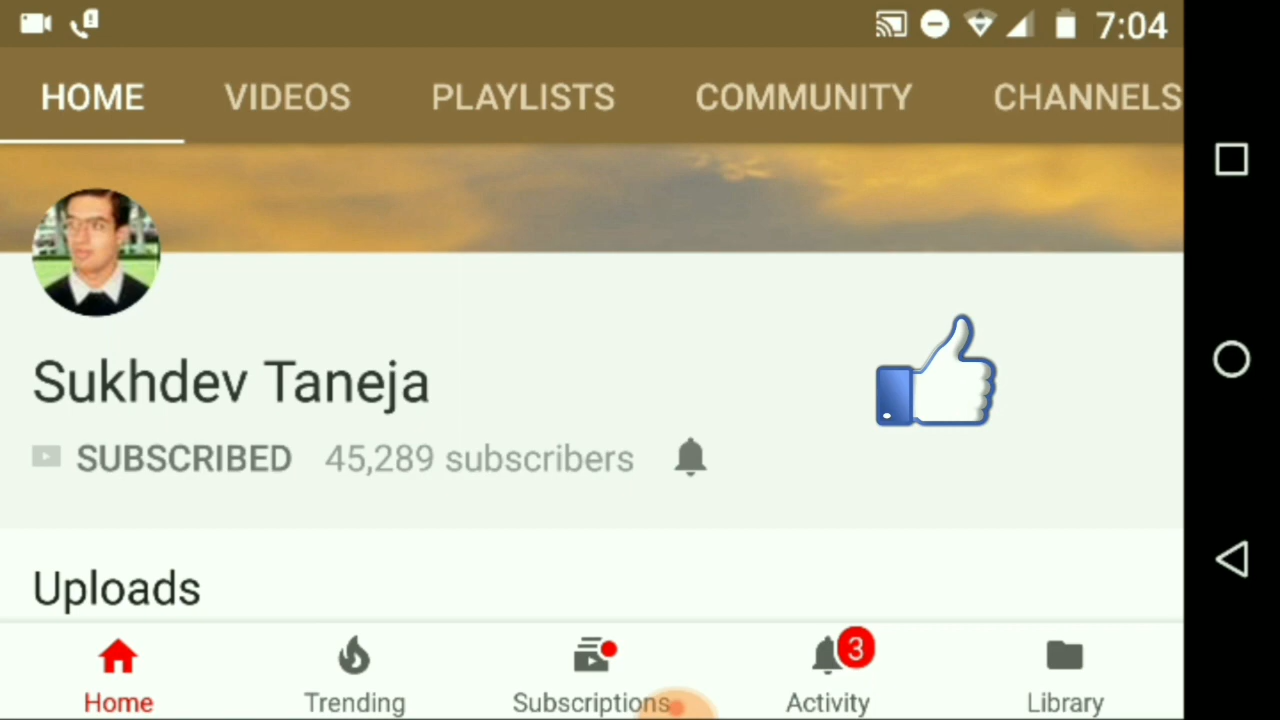 7:04
HOME VIDEOS PLAYLISTS COMMUNITY CHANNELS
Sukhdev Taneja
SUBSCRIBED 45,289 subscribers
Uploads
3
Home Trending Subscriptions Activity Library